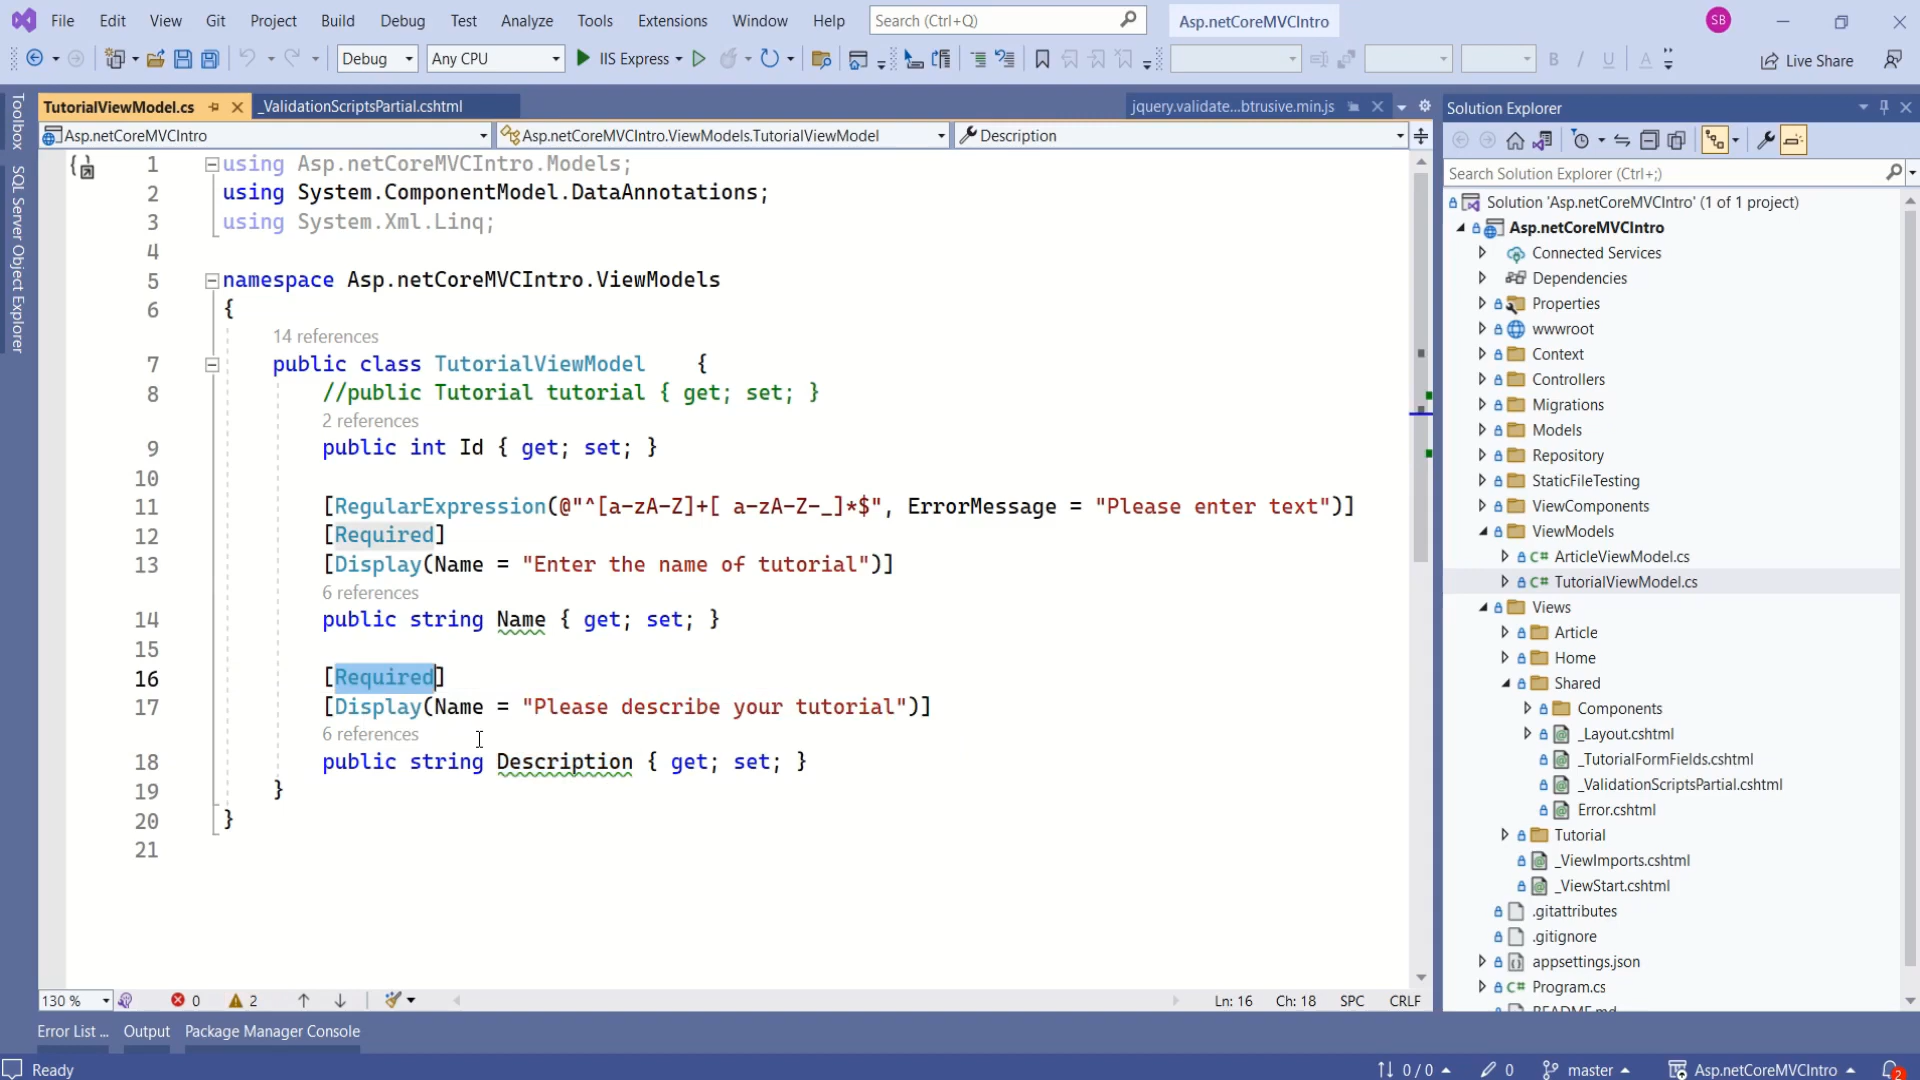 File Edit View Git Project Build Debug Test Analyze Tools Extensions Window Help Search (Ctrl+Q) Asp.netCoreMVCIntro SB
Debug Any CPU IIS Express Live Share
TutorialViewModel.cs _ValidationScriptsPartial.cshtml jquery.validate...btrusive.min.js
Asp.netCoreMVCIntro Asp.netCoreMVCIntro.ViewModels.TutorialViewModel Description
Toolbox
SQL Server Object Explorer
1 using Asp.netCoreMVCIntro.Models;
2 using System.ComponentModel.DataAnnotations;
3 using System.Xml.Linq;
4
5 namespace Asp.netCoreMVCIntro.ViewModels
6 {
14 references
7 public class TutorialViewModel {
8 //public Tutorial tutorial { get; set; }
2 references
9 public int Id { get; set; }
10
11 [RegularExpression(@"^[a-zA-Z]+[ a-zA-Z-_]*$", ErrorMessage = "Please enter text")]
12 [Required]
13 [Display(Name = "Enter the name of tutorial")]
6 references
14 public string Name { get; set; }
15
16 [Required]
17 [Display(Name = "Please describe your tutorial")]
6 references
18 public string Description { get; set; }
19 }
20 }
21
130 % 0 2 Ln: 16 Ch: 18 SPC CRLF
Error List ... Output Package Manager Console
Ready 0 / 0 0 master Asp.netCoreMVCIntro 2
Solution Explorer
Search Solution Explorer (Ctrl+;)
Solution 'Asp.netCoreMVCIntro' (1 of 1 project)
Asp.netCoreMVCIntro
Connected Services
Dependencies
Properties
wwwroot
Context
Controllers
Migrations
Models
Repository
StaticFileTesting
ViewComponents
ViewModels
C# ArticleViewModel.cs
C# TutorialViewModel.cs
Views
Article
Home
Shared
Components
_Layout.cshtml
_TutorialFormFields.cshtml
_ValidationScriptsPartial.cshtml
Error.cshtml
Tutorial
_ViewImports.cshtml
_ViewStart.cshtml
.gitattributes
.gitignore
appsettings.json
C# Program.cs
README.md